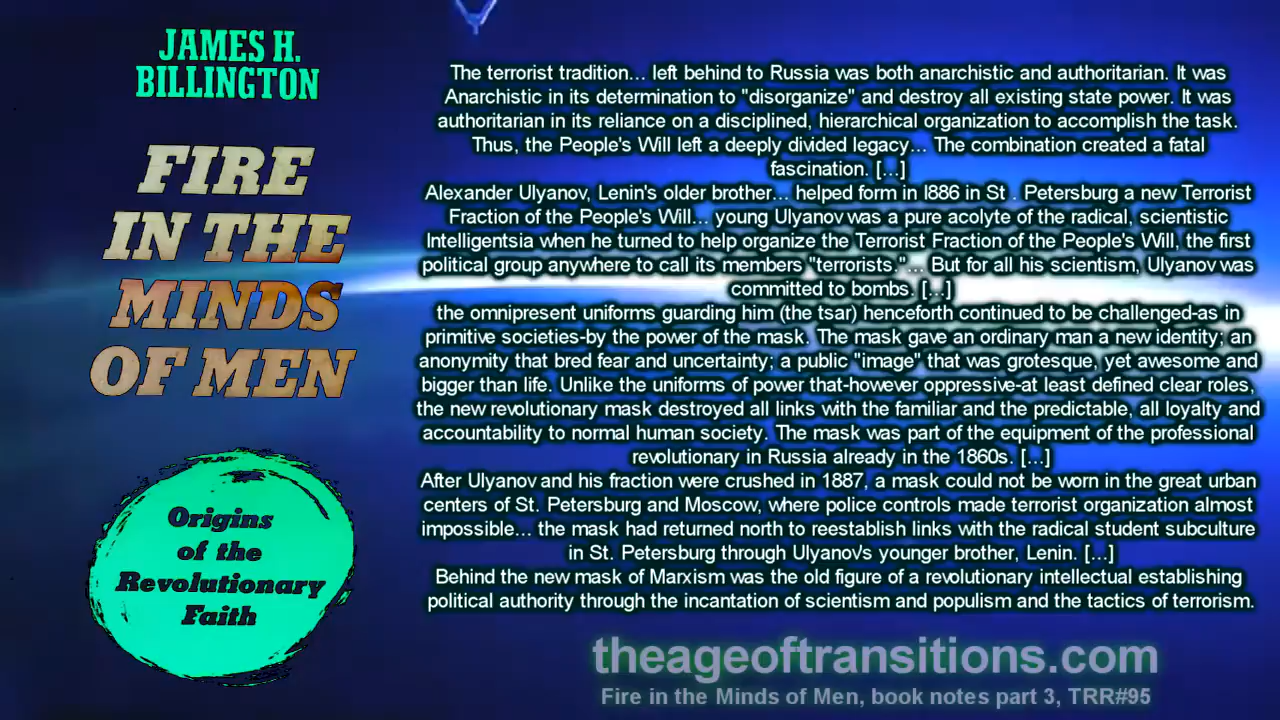 JAMES H.
BILLINGTON
FIRE
IN THE
MINDS
OF MEN
Origins
of the
Revolutionary
Faith
The terrorist tradition... left behind to Russia was both anarchistic and authoritarian. It was
Anarchistic in its determination to "disorganize" and destroy all existing state power. It was
authoritarian in its reliance on a disciplined, hierarchical organization to accomplish the task.
Thus, the People's Will left a deeply divided legacy... The combination created a fatal
fascination. [...]
Alexander Ulyanov, Lenin's older brother... helped form in l886 in St . Petersburg a new Terrorist
Fraction of the People's Will... young Ulyanov was a pure acolyte of the radical, scientistic
Intelligentsia when he turned to help organize the Terrorist Fraction of the People's Will, the first
political group anywhere to call its members "terrorists."... But for all his scientism, Ulyanov was
committed to bombs. [...]
the omnipresent uniforms guarding him (the tsar) henceforth continued to be challenged-as in
primitive societies-by the power of the mask. The mask gave an ordinary man a new identity; an
anonymity that bred fear and uncertainty; a public "image" that was grotesque, yet awesome and
bigger than life. Unlike the uniforms of power that-however oppressive-at least defined clear roles,
the new revolutionary mask destroyed all links with the familiar and the predictable, all loyalty and
accountability to normal human society. The mask was part of the equipment of the professional
revolutionary in Russia already in the 1860s. [...]
After Ulyanov and his fraction were crushed in 1887, a mask could not be worn in the great urban
centers of St. Petersburg and Moscow, where police controls made terrorist organization almost
impossible... the mask had returned north to reestablish links with the radical student subculture
in St. Petersburg through Ulyanov's younger brother, Lenin. [...]
Behind the new mask of Marxism was the old figure of a revolutionary intellectual establishing
political authority through the incantation of scientism and populism and the tactics of terrorism.
theageoftransitions.com
Fire in the Minds of Men, book notes part 3, TRR#95